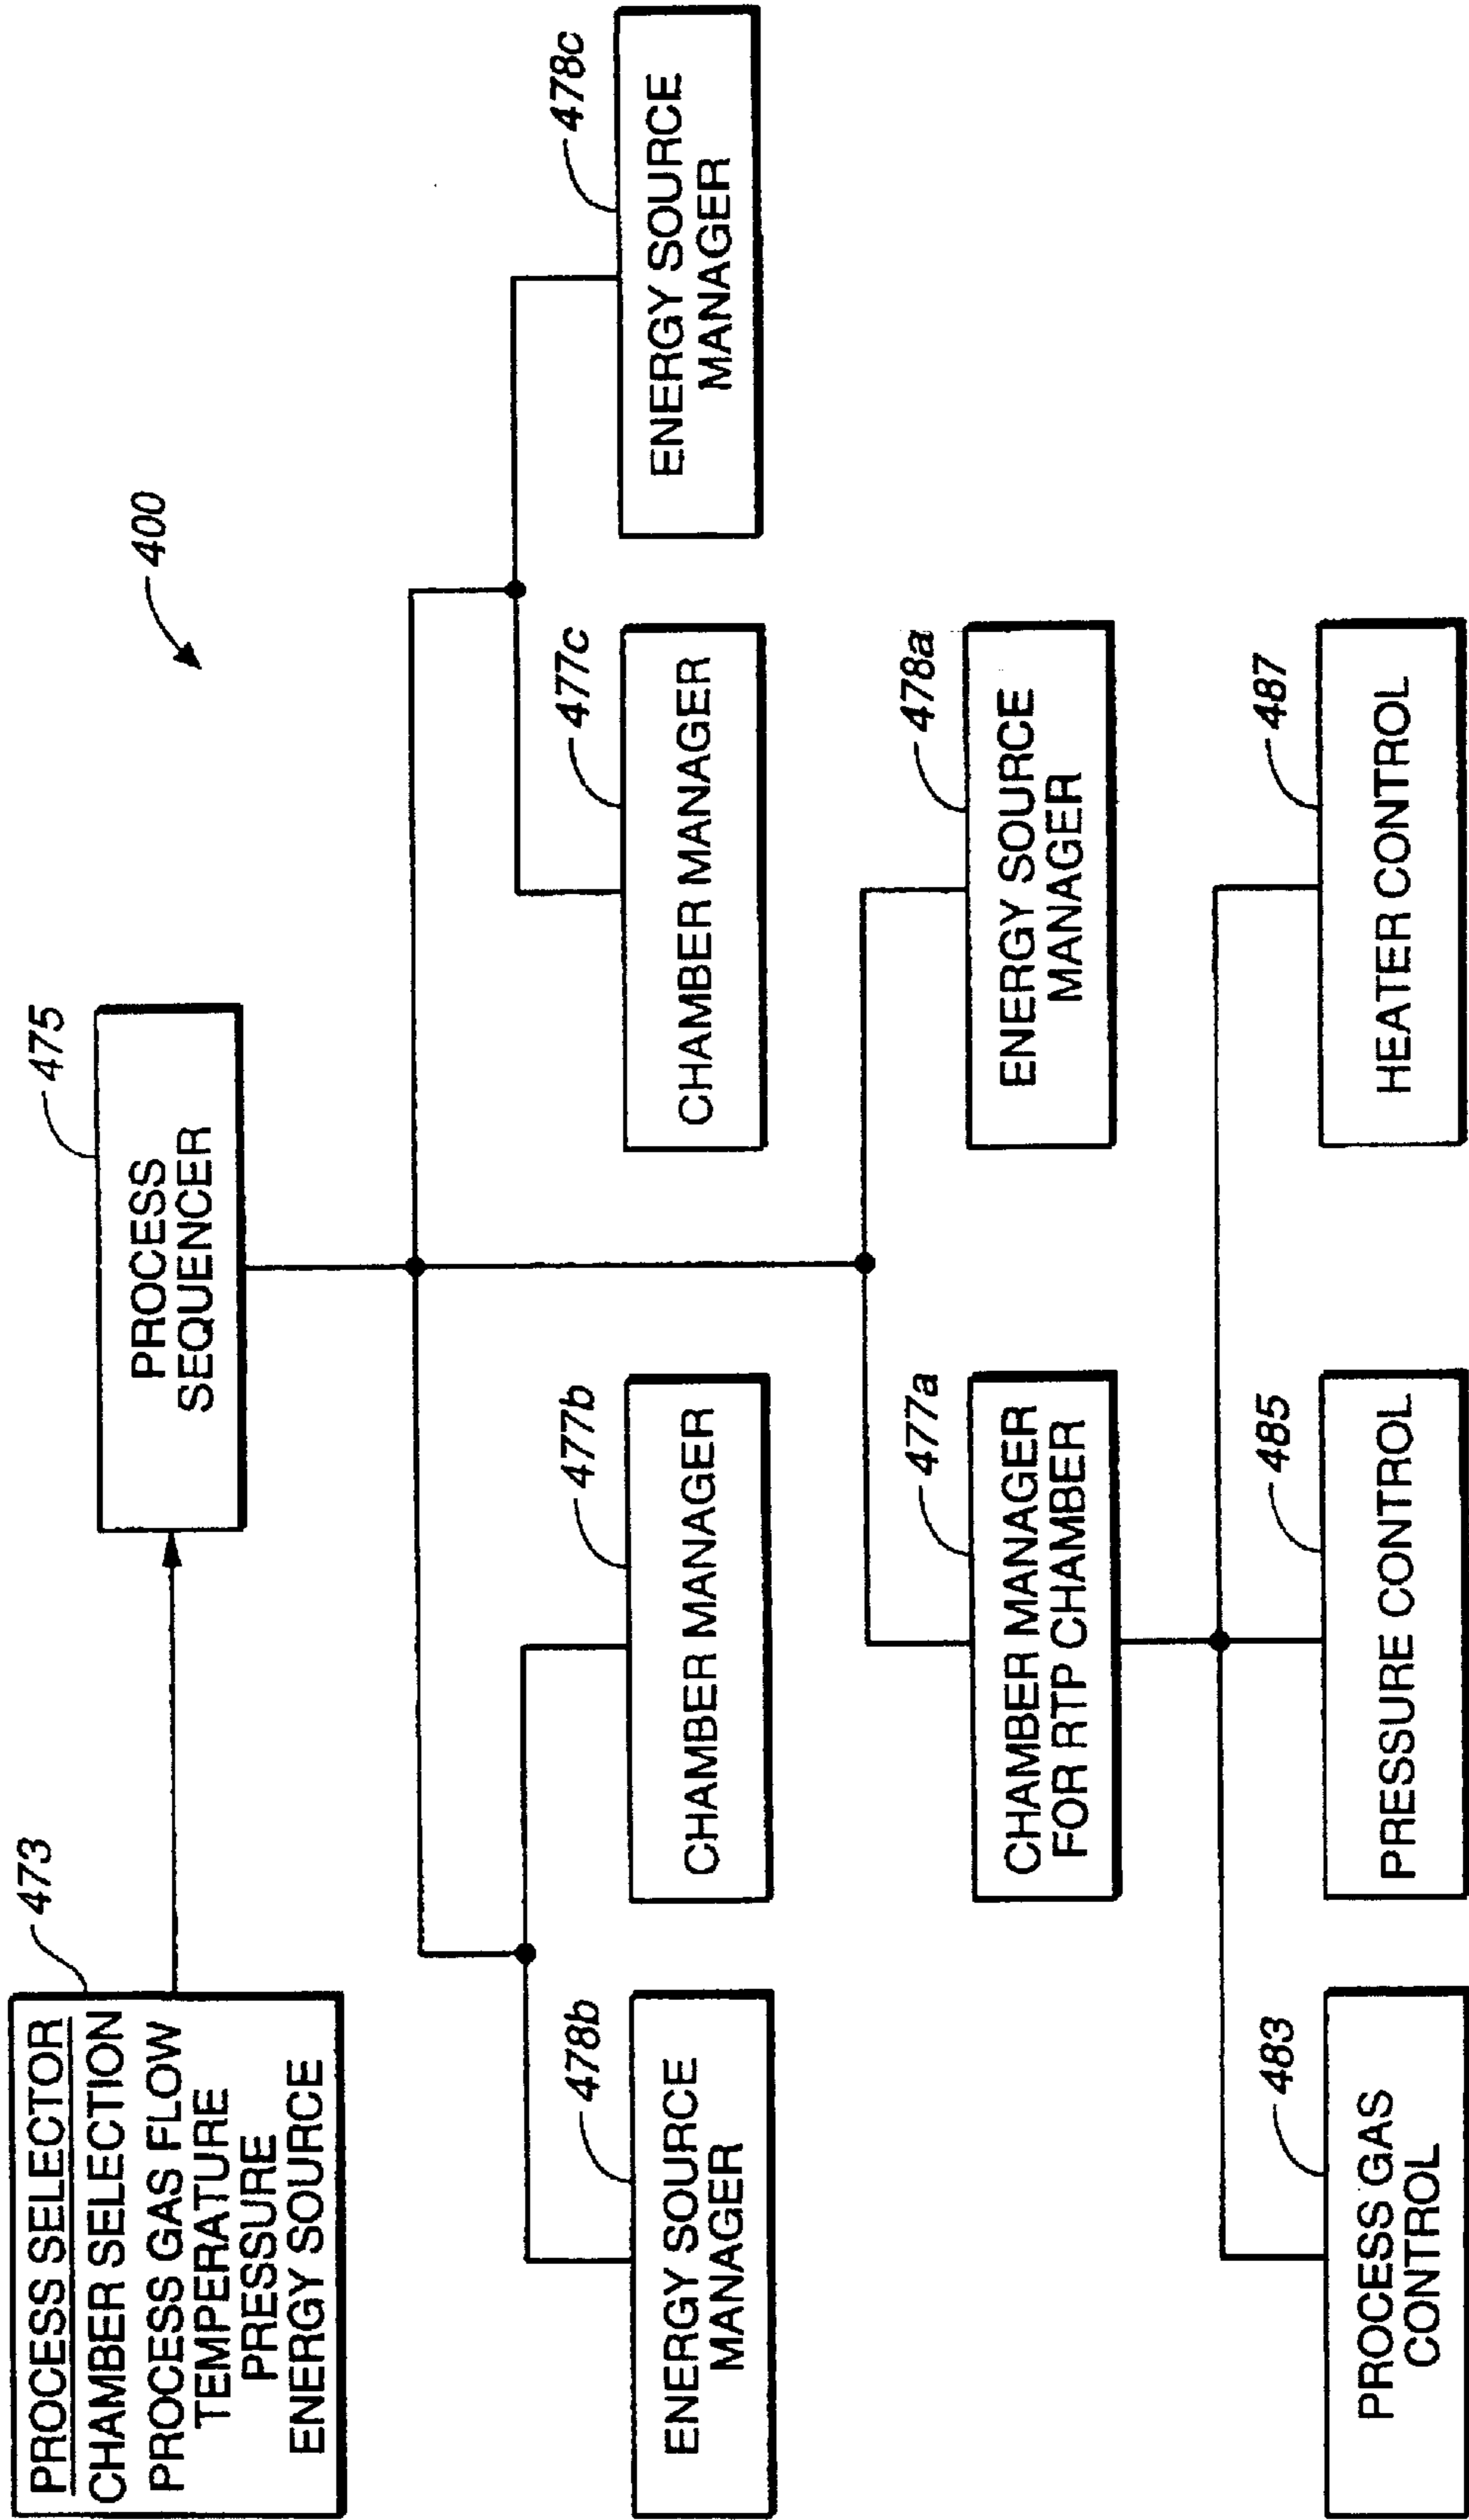 400
473
PROCESS SELECTOR
CHAMBER SELECTION
PROCESS GAS FLOW
TEMPERATURE
PRESSURE
ENERGY SOURCE
475
PROCESS
SEQUENCER
478b
ENERGY SOURCE
MANAGER
477b
CHAMBER MANAGER
477c
CHAMBER MANAGER
478c
ENERGY SOURCE
MANAGER
477a
CHAMBER MANAGER
FOR RTP CHAMBER
478a
ENERGY SOURCE
MANAGER
483
PROCESS GAS
CONTROL
485
PRESSURE CONTROL
487
HEATER CONTROL